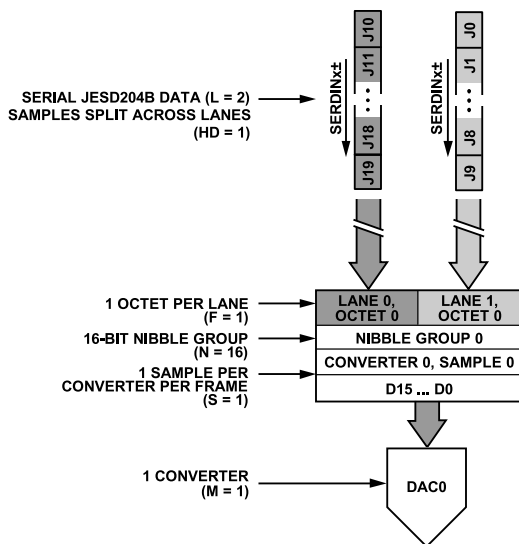 J10
J11
J18
J19
SERDINx±
J0
J1
J8
J9
SERDINx±
SERIAL JESD204B DATA (L = 2)
SAMPLES SPLIT ACROSS LANES
(HD = 1)
1 OCTET PER LANE
(F = 1)
LANE 0,
OCTET 0
LANE 1,
OCTET 0
16-BIT NIBBLE GROUP
(N = 16)
NIBBLE GROUP 0
1 SAMPLE PER
CONVERTER PER FRAME
(S = 1)
CONVERTER 0, SAMPLE 0
D15 ... D0
1 CONVERTER
(M = 1)
DAC0